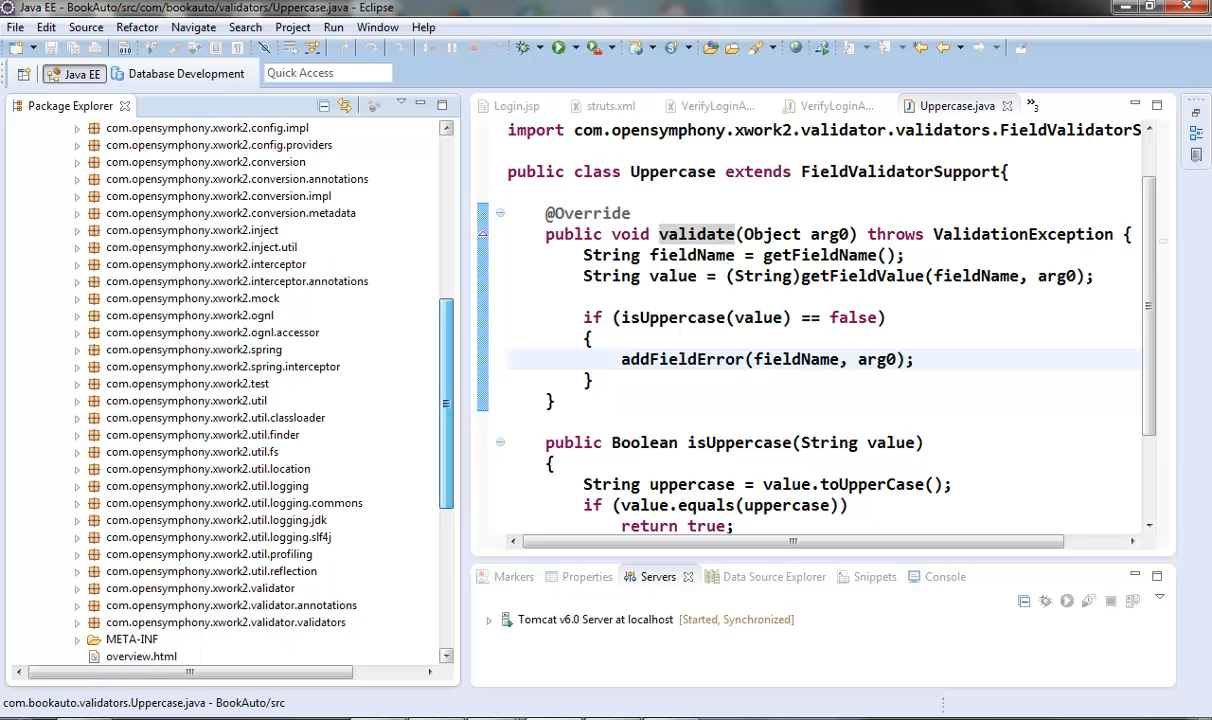 Java EE - BookAuto/src/com/bookauto/validators/Uppercase.java - Eclipse
File Edit Source Refactor Navigate Search Project Run Window Help
Java EE Database Development Quick Access
Package Explorer
com.opensymphony.xwork2.config.impl
com.opensymphony.xwork2.config.providers
com.opensymphony.xwork2.conversion
com.opensymphony.xwork2.conversion.annotations
com.opensymphony.xwork2.conversion.impl
com.opensymphony.xwork2.conversion.metadata
com.opensymphony.xwork2.inject
com.opensymphony.xwork2.inject.util
com.opensymphony.xwork2.interceptor
com.opensymphony.xwork2.interceptor.annotations
com.opensymphony.xwork2.mock
com.opensymphony.xwork2.ognl
com.opensymphony.xwork2.ognl.accessor
com.opensymphony.xwork2.spring
com.opensymphony.xwork2.spring.interceptor
com.opensymphony.xwork2.test
com.opensymphony.xwork2.util
com.opensymphony.xwork2.util.classloader
com.opensymphony.xwork2.util.finder
com.opensymphony.xwork2.util.fs
com.opensymphony.xwork2.util.location
com.opensymphony.xwork2.util.logging
com.opensymphony.xwork2.util.logging.commons
com.opensymphony.xwork2.util.logging.jdk
com.opensymphony.xwork2.util.logging.slf4j
com.opensymphony.xwork2.util.profiling
com.opensymphony.xwork2.util.reflection
com.opensymphony.xwork2.validator
com.opensymphony.xwork2.validator.annotations
com.opensymphony.xwork2.validator.validators
META-INF
overview.html
Login.jsp struts.xml VerifyLoginA... VerifyLoginA... Uppercase.java »3
import com.opensymphony.xwork2.validator.validators.FieldValidatorS
public class Uppercase extends FieldValidatorSupport{
@Override
public void validate(Object arg0) throws ValidationException {
String fieldName = getFieldName();
String value = (String)getFieldValue(fieldName, arg0);
if (isUppercase(value) == false)
{
addFieldError(fieldName, arg0);
}
}
public Boolean isUppercase(String value)
{
String uppercase = value.toUpperCase();
if (value.equals(uppercase))
return true;
Markers Properties Servers Data Source Explorer Snippets Console
Tomcat v6.0 Server at localhost [Started, Synchronized]
com.bookauto.validators.Uppercase.java - BookAuto/src